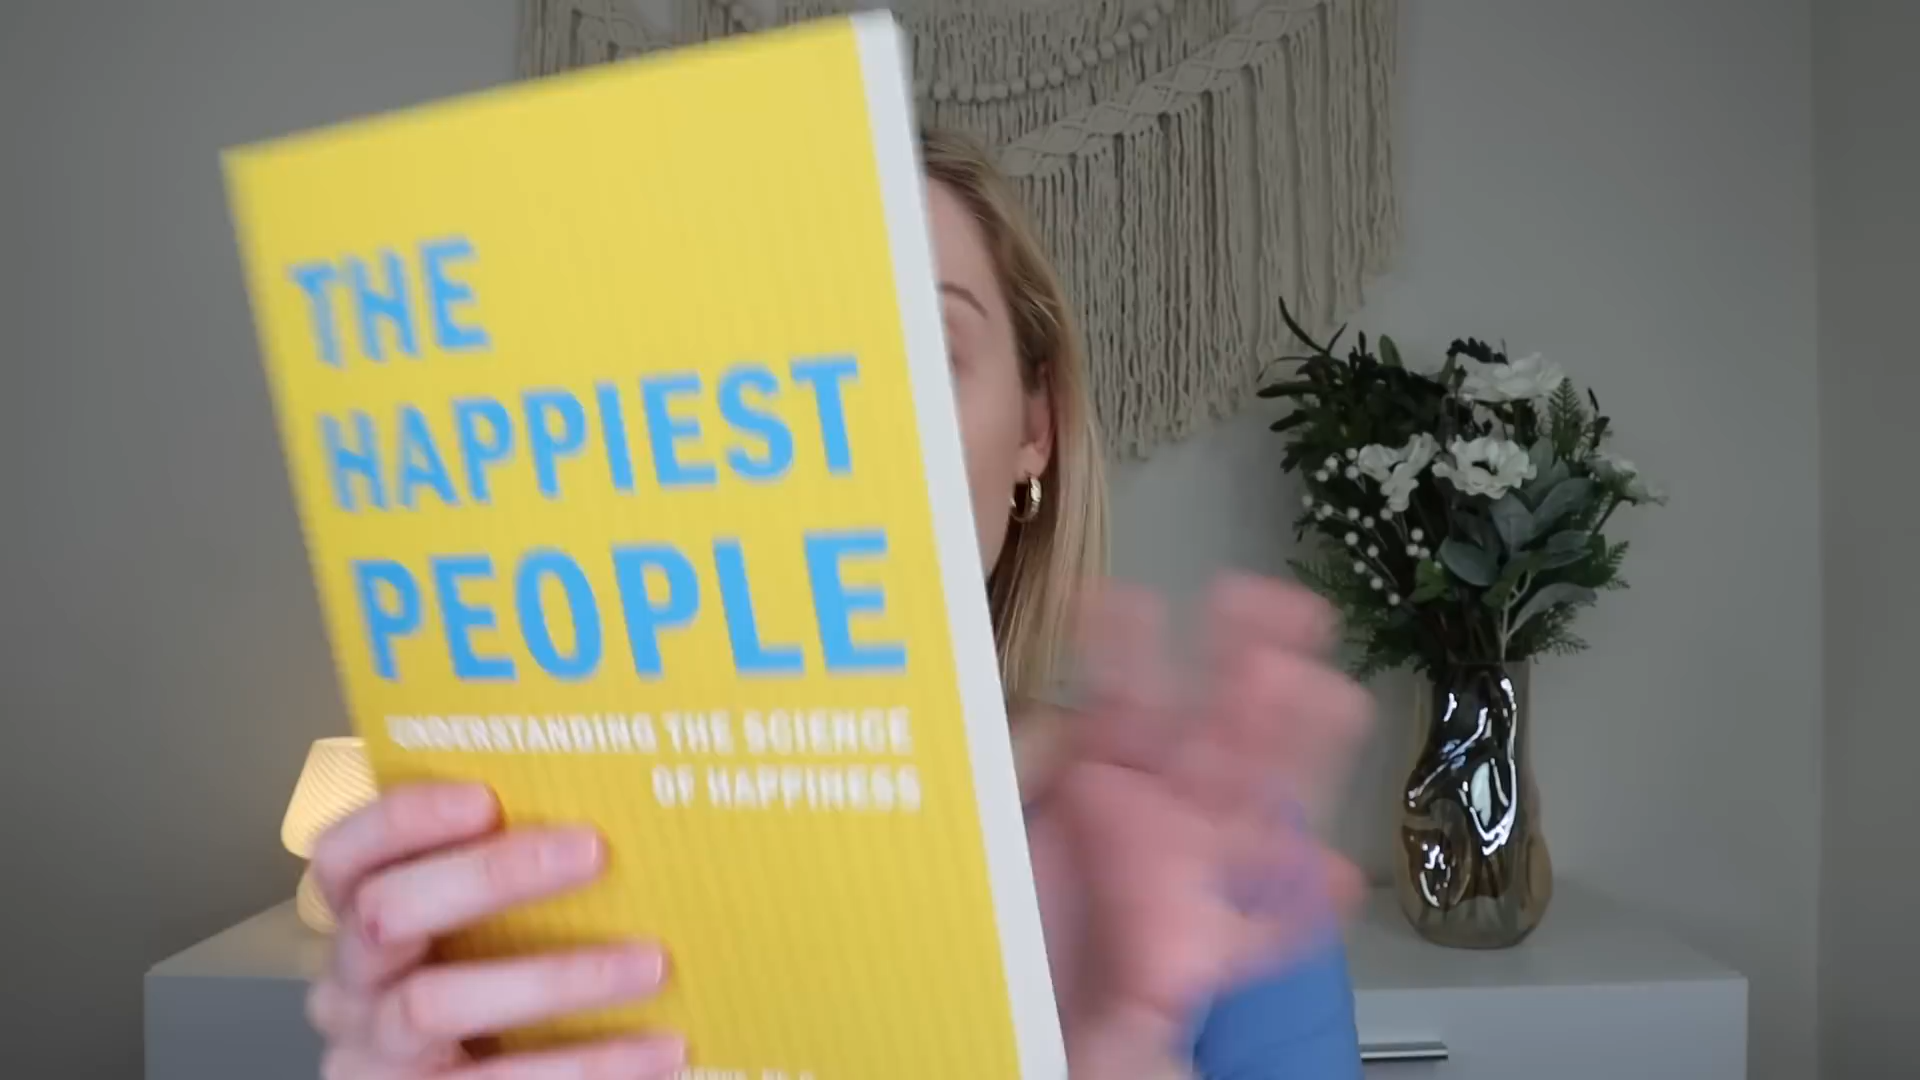 THE
HAPPIEST
PEOPLE
UNDERSTANDING THE SCIENCE
OF HAPPINESS